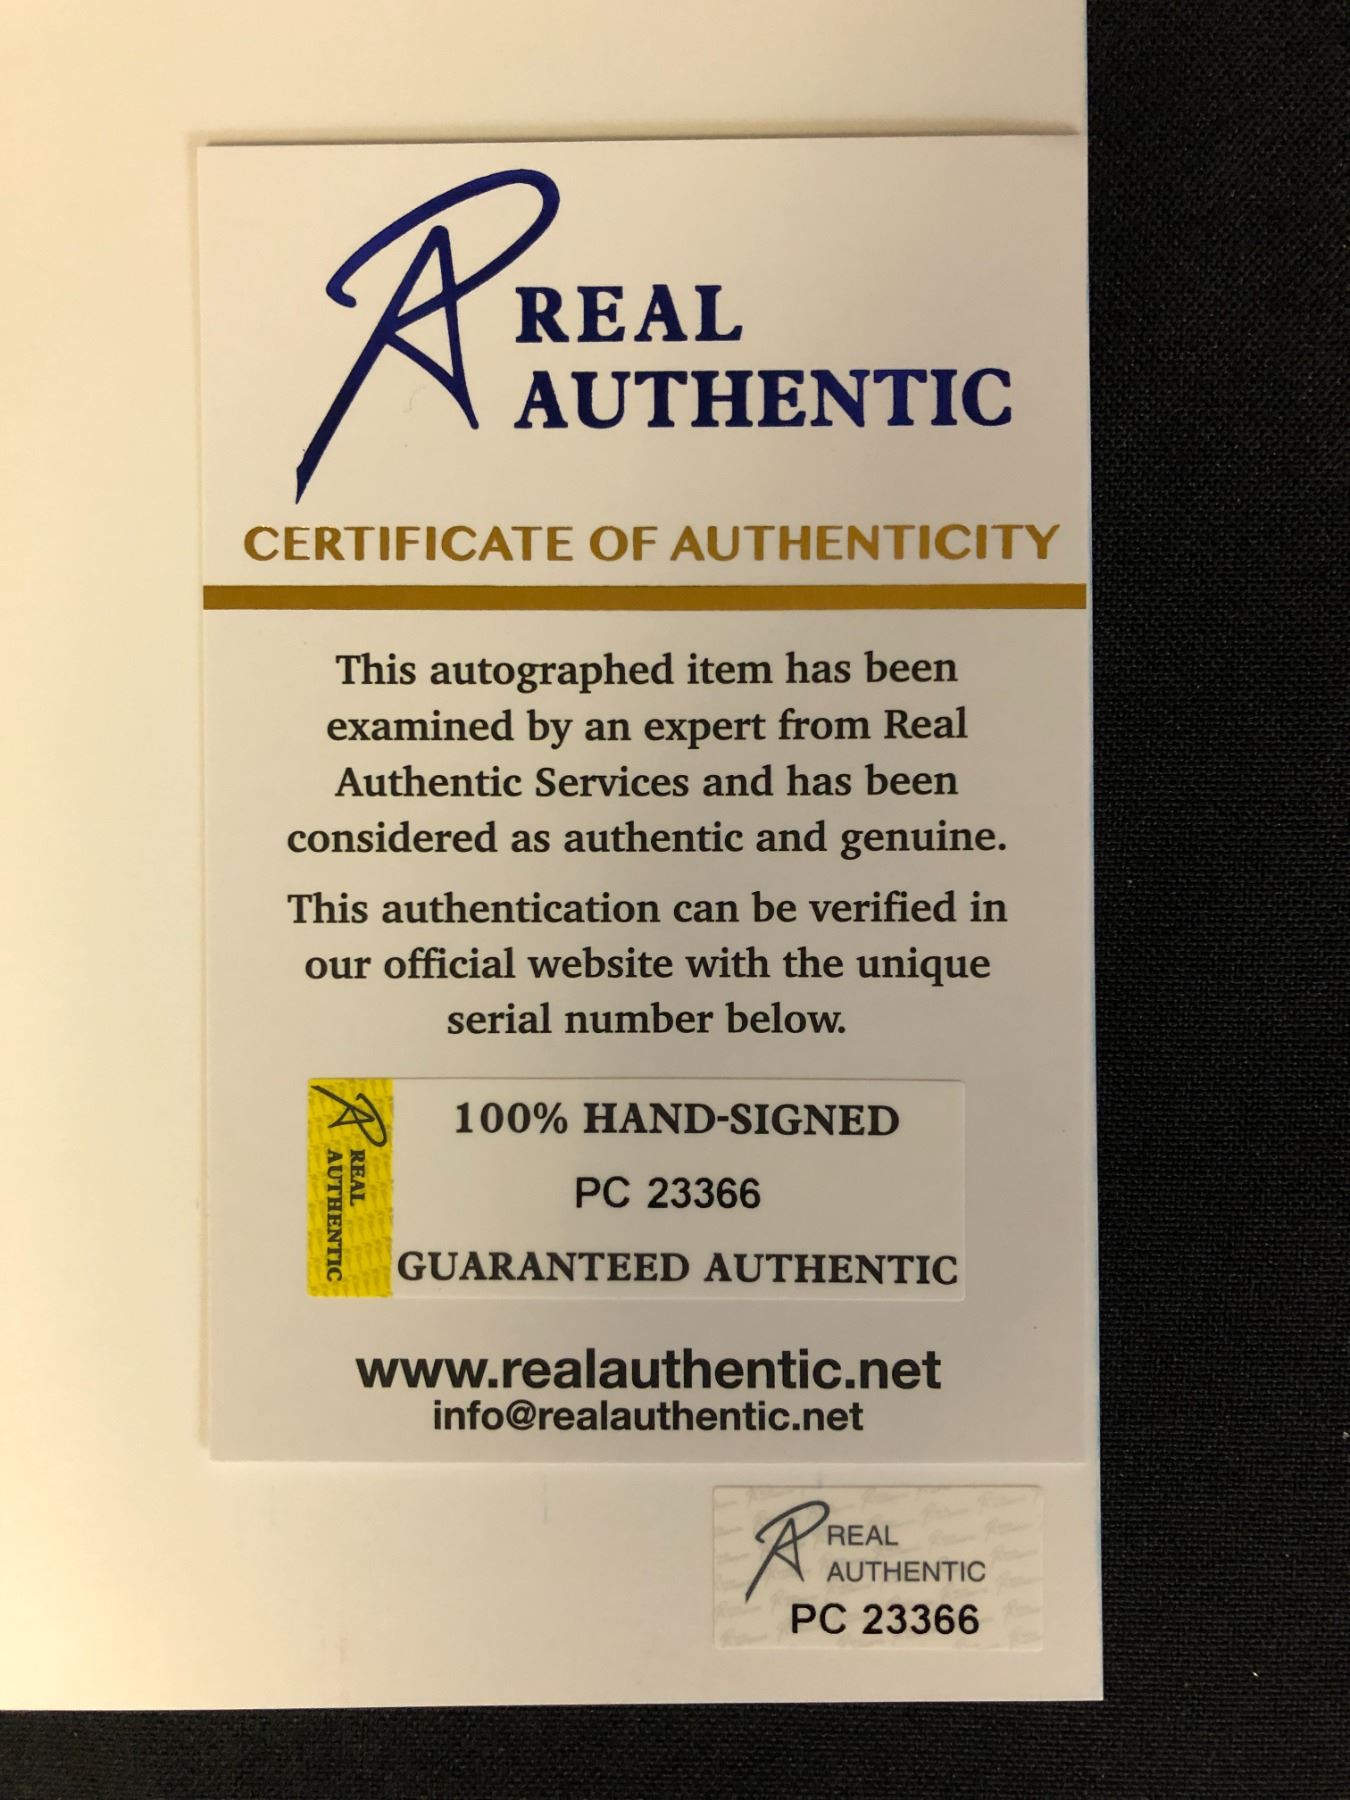 REAL
AUTHENTIC
CERTIFICATE OF AUTHENTICITY
This autographed item has been
examined by an expert from Real
Authentic Services and has been
considered as authentic and genuine.
This authentication can be verified in
our official website with the unique
serial number below.
REAL
AUTHENTIC
100% HAND-SIGNED
PC 23366
GUARANTEED AUTHENTIC
www.realauthentic.net
info@realauthentic.net
REAL
AUTHENTIC
PC 23366